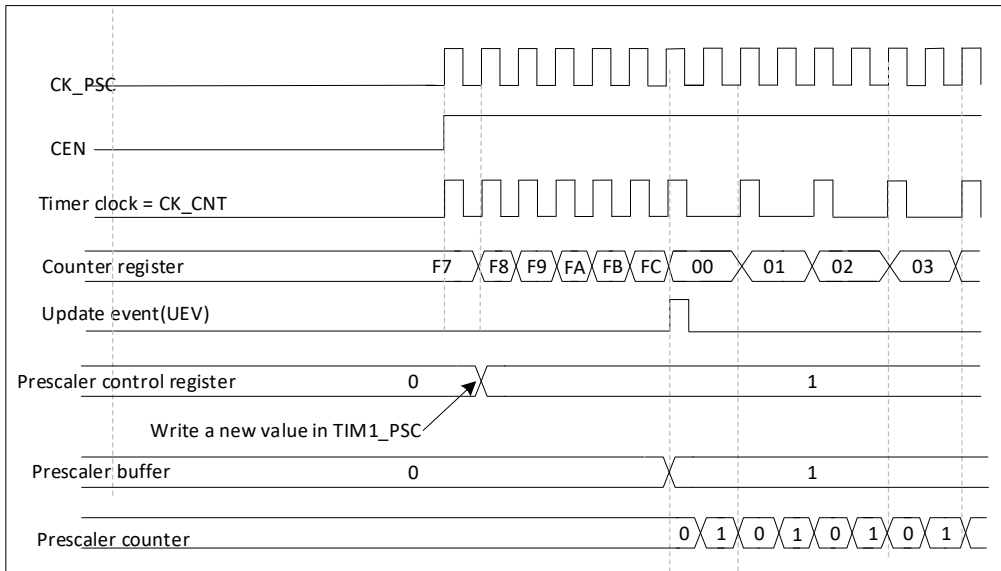 CK_PSC
CEN
Timer clock = CK_CNT
Counter register F7 F8 F9 FA FB FC 00 01 02 03
Update event(UEV)
Prescaler control register 0 1
Write a new value in TIM1_PSC
Prescaler buffer 0 1
Prescaler counter 0 1 0 1 0 1 0 1